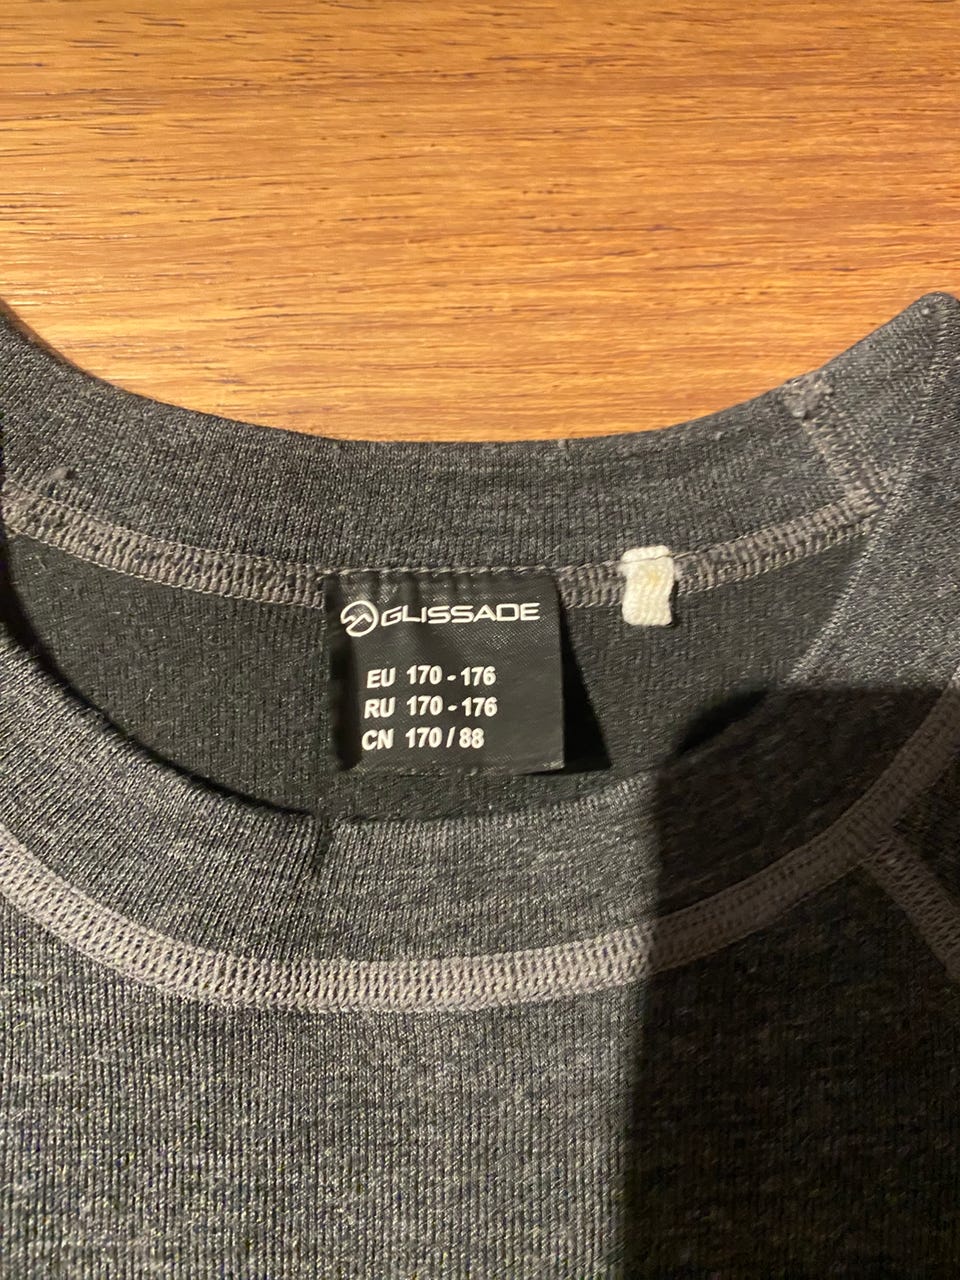 GLISSADE
EU 170 - 176
RU 170 - 176
CN 170 / 88